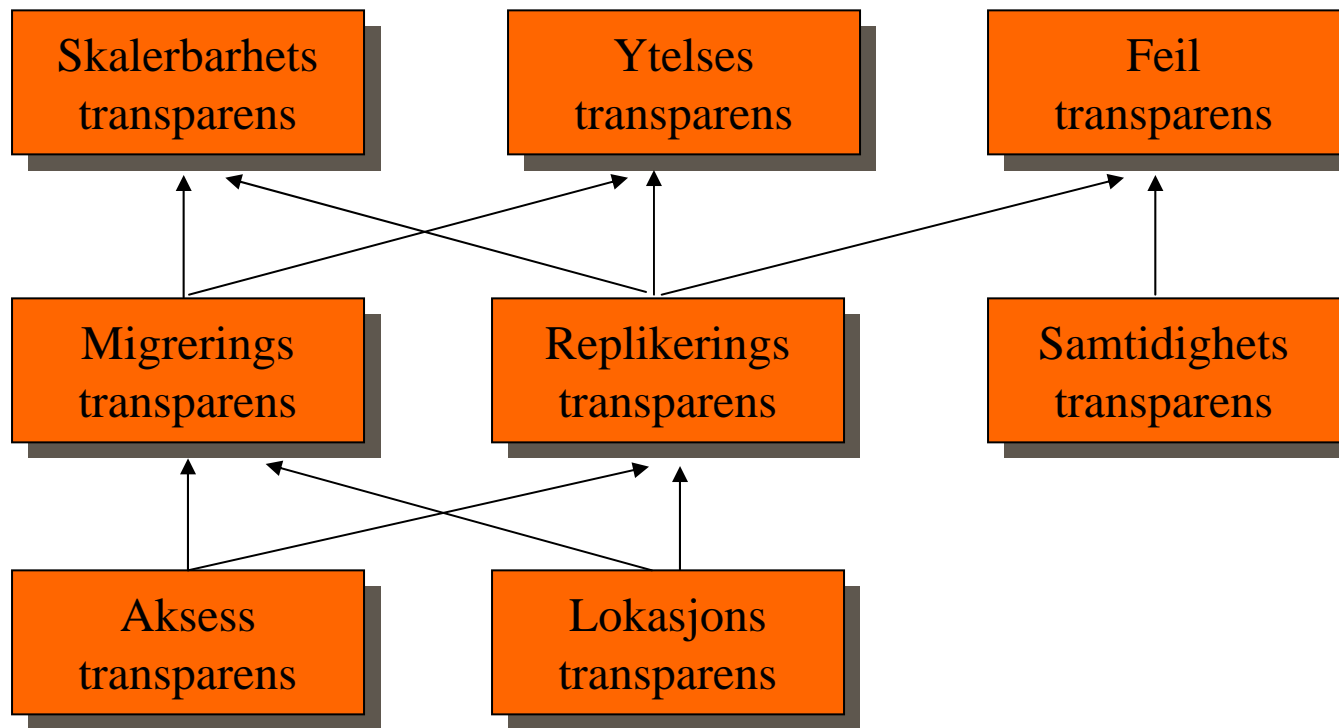 Skalerbarhets
transparens
Ytelses
transparens
Feil
transparens
Migrerings
transparens
Replikerings
transparens
Samtidighets
transparens
Aksess
transparens
Lokasjons
transparens